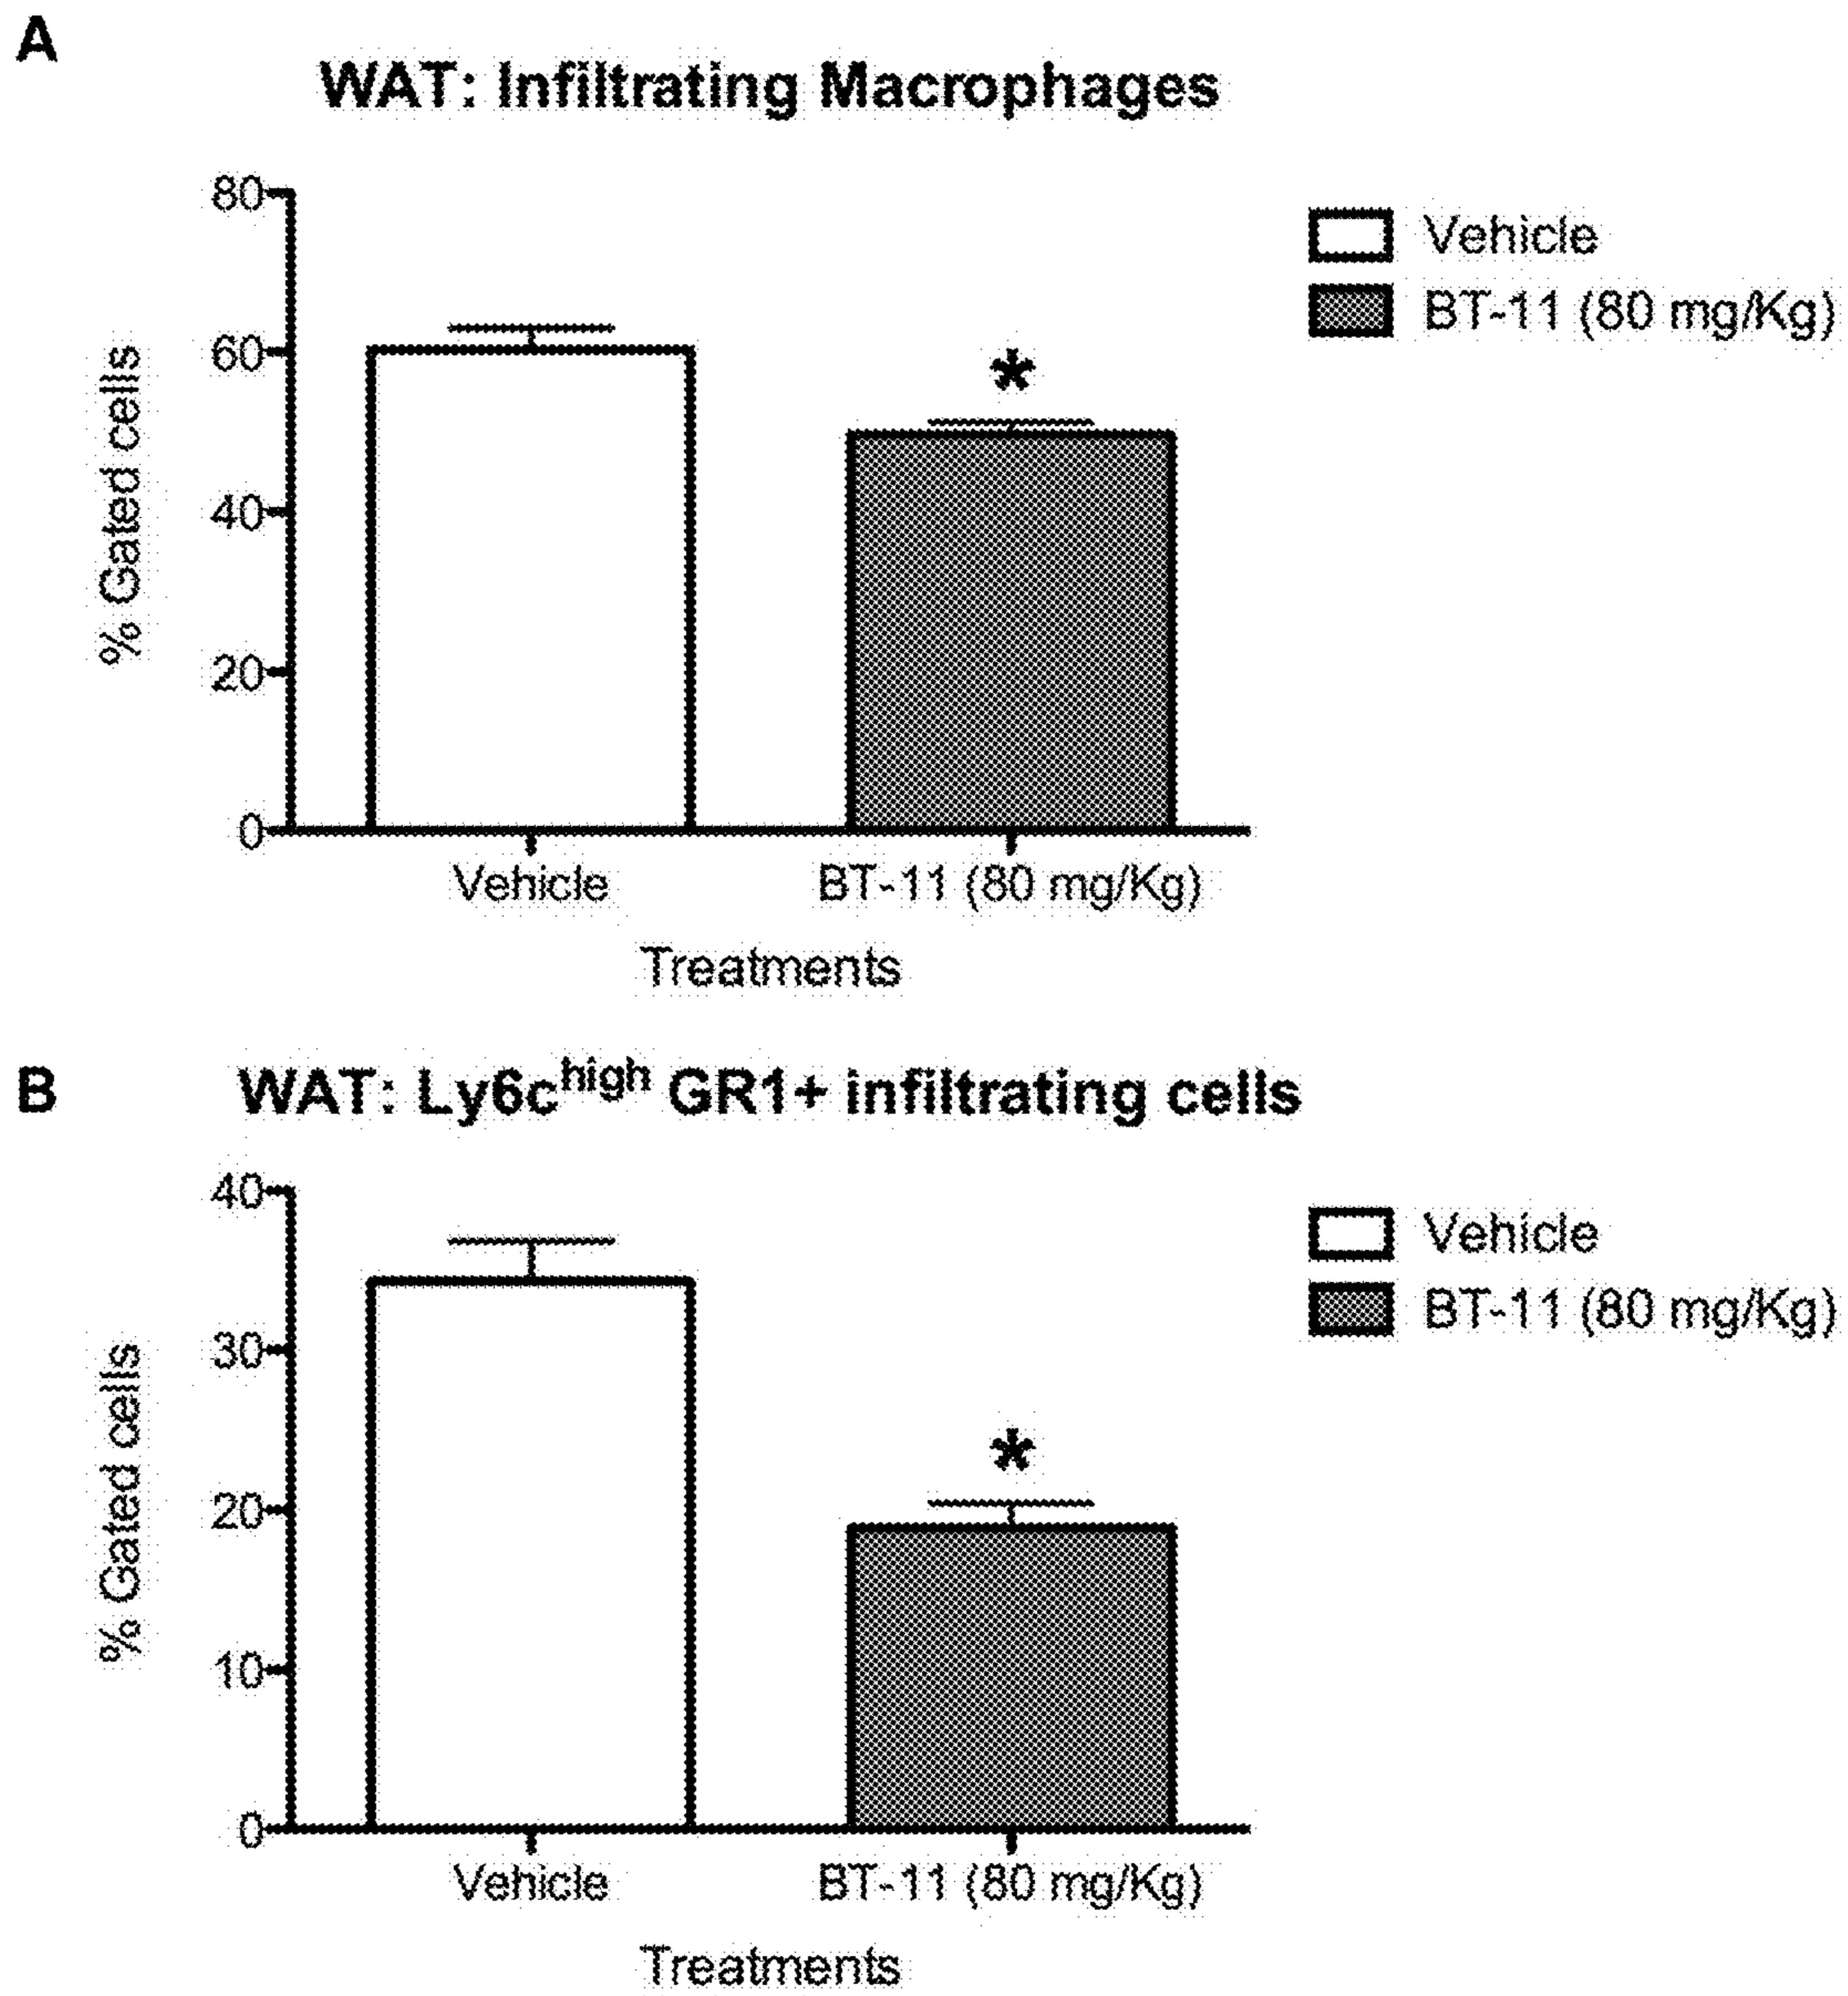 A
WAT: Infiltrating Macrophages
80
60
40
20
0
% Gated cells
*
Vehicle
BT-11 (80 mg/Kg)
Vehicle
BT-11 (80 mg/Kg)
Treatments
B
WAT: Ly6c^high GR1+ infiltrating cells
40
30
20
10
0
% Gated cells
*
Vehicle
BT-11 (80 mg/Kg)
Vehicle
BT-11 (80 mg/Kg)
Treatments